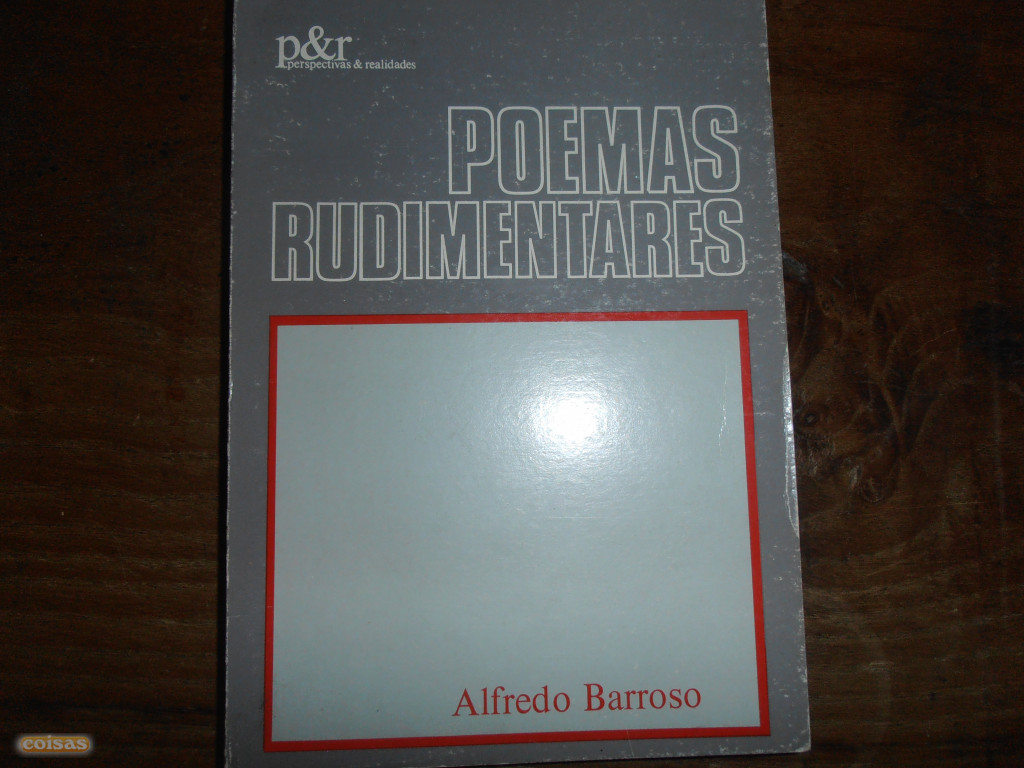 p&r
perspectivas & realidades
POEMAS
RUDIMENTARES
Alfredo Barroso
coisas